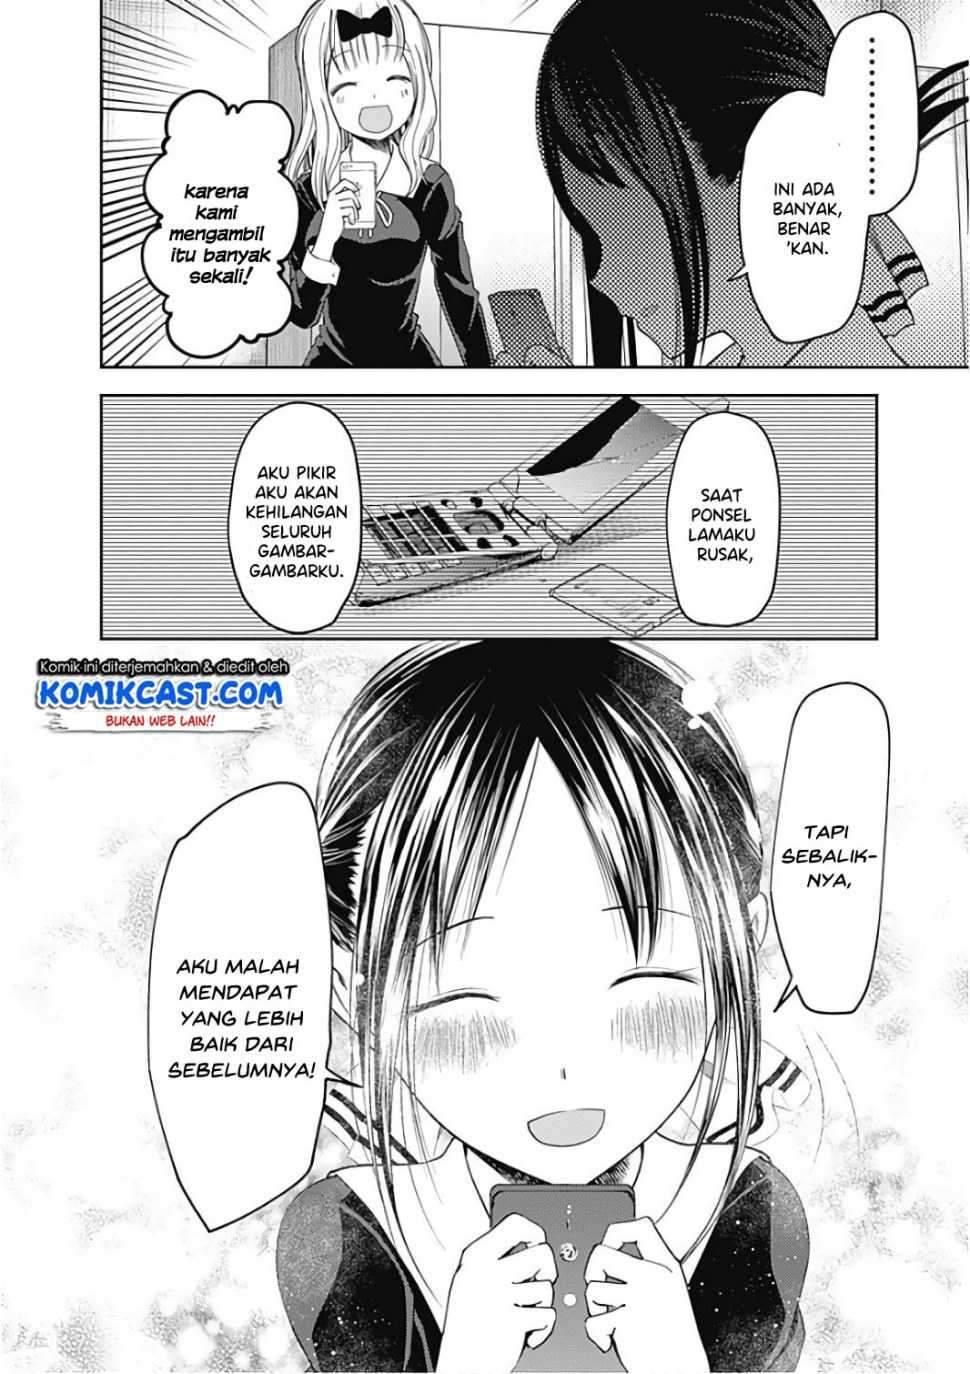 INI ADA
BANYAK,
BENAR
'KAN.
karena
kami
mengambil
itu banyak
sekali!
SAAT
PONSEL
LAMAKU
RUSAK,
AKU PIKIR
AKU AKAN
KEHILANGAN
SELURUH
GAMBAR-
GAMBARKU.
Komik ini diterjemahkan & diedit oleh
KOMIKCAST.COM
BUKAN WEB LAIN!!
TAPI
SEBALIK-
NYA,
AKU MALAH
MENDAPAT
YANG LEBIH
BAIK DARI
SEBELUMNYA!